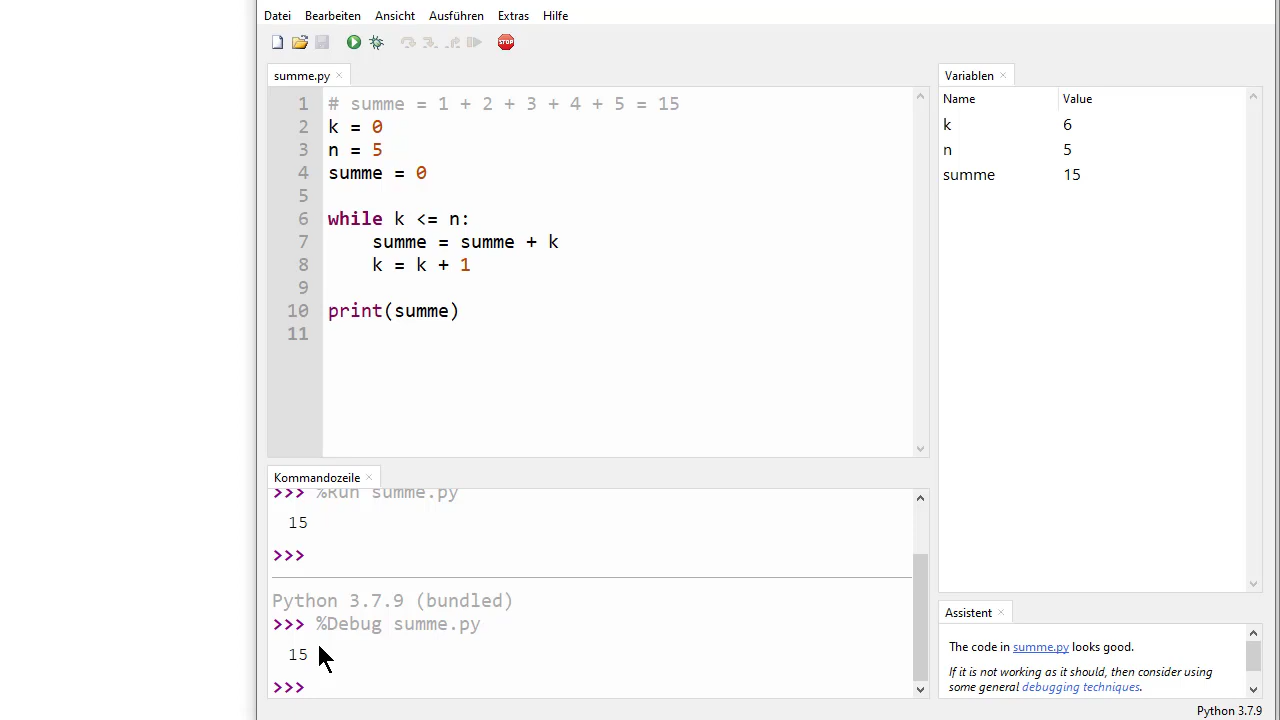 Datei Bearbeiten Ansicht Ausführen Extras Hilfe
STOP
summe.py ×
1 # summe = 1 + 2 + 3 + 4 + 5 = 15
2 k = 0
3 n = 5
4 summe = 0
5
6 while k <= n:
7 summe = summe + k
8 k = k + 1
9
10 print(summe)
11
Kommandozeile ×
>>> %Run summe.py
15
>>>
Python 3.7.9 (bundled)
>>> %Debug summe.py
15
>>>
Variablen ×
Name Value
k 6
n 5
summe 15
Assistent ×
The code in summe.py looks good.
If it is not working as it should, then consider using
some general debugging techniques.
Python 3.7.9